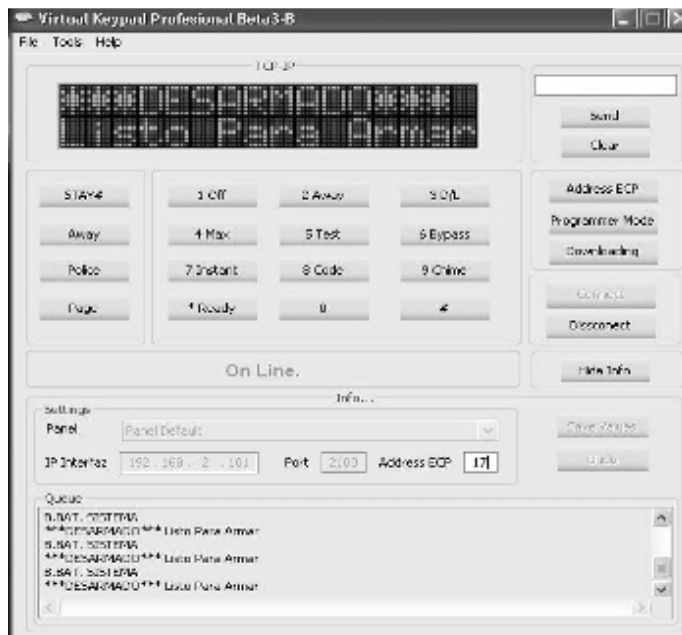 Virtual Keypad Profesional Beta3-B
File Tools Help
TCP-IP
***DESARMADO***
Listo Para Armar
Send
Clear
STAY# 1 Off 2 Away 3 D/L
Away 4 Max 5 Test 6 Bypass
Police 7 Instant 8 Code 9 Chime
Page * Ready 0 #
Address ECP
Programmer Mode
Downloading
Connect
Dissconect
On Line.
Hide Info
Info...
Settings
Panel Panel Default
IP Interfaz 192 . 168 . 2 . 101 Port 2100 Address ECP 17
Save Values
Undo
Queue
B.BAT. SISTEMA
***DESARMADO*** Listo Para Armar
B.BAT. SISTEMA
***DESARMADO*** Listo Para Armar
B.BAT. SISTEMA
***DESARMADO*** Listo Para Armar